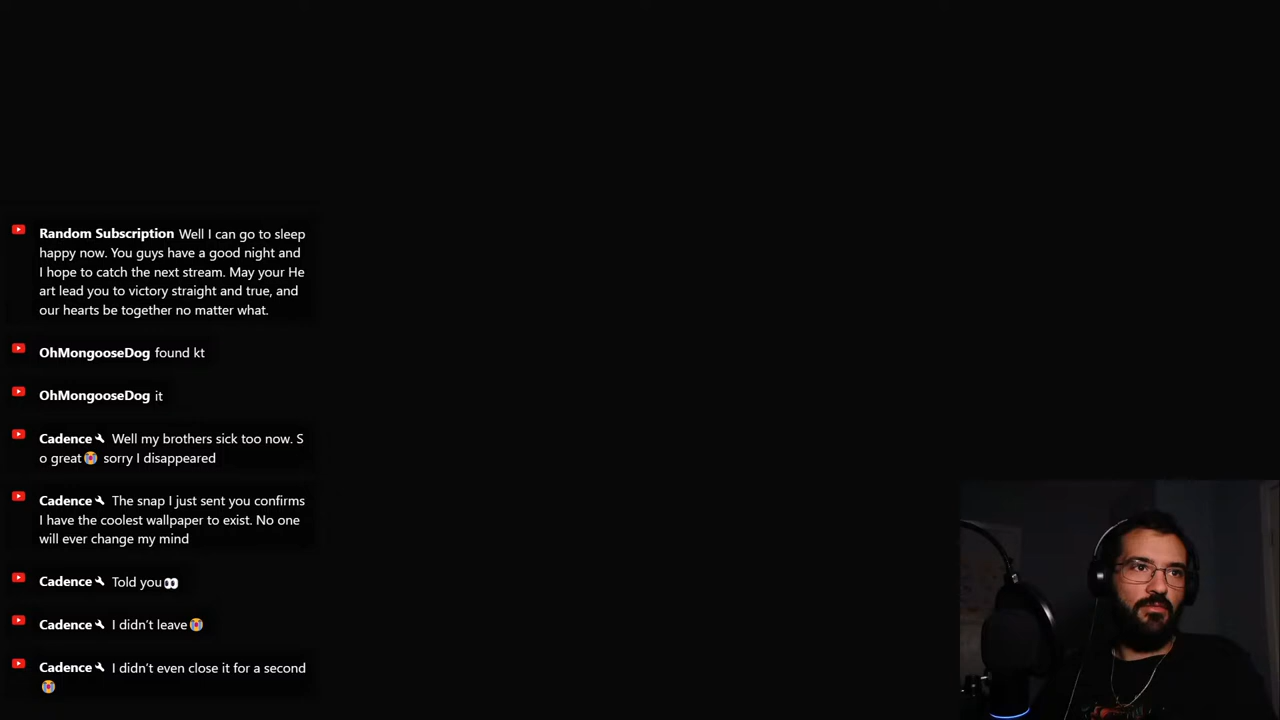 Random Subscription Well I can go to sleep
happy now. You guys have a good night and
I hope to catch the next stream. May your He
art lead you to victory straight and true, and
our hearts be together no matter what.
OhMongooseDog found kt
OhMongooseDog it
Cadence Well my brothers sick too now. S
o great😭 sorry I disappeared
Cadence The snap I just sent you confirms
I have the coolest wallpaper to exist. No one
will ever change my mind
Cadence Told you👀
Cadence I didn’t leave😭
Cadence I didn’t even close it for a second
😭